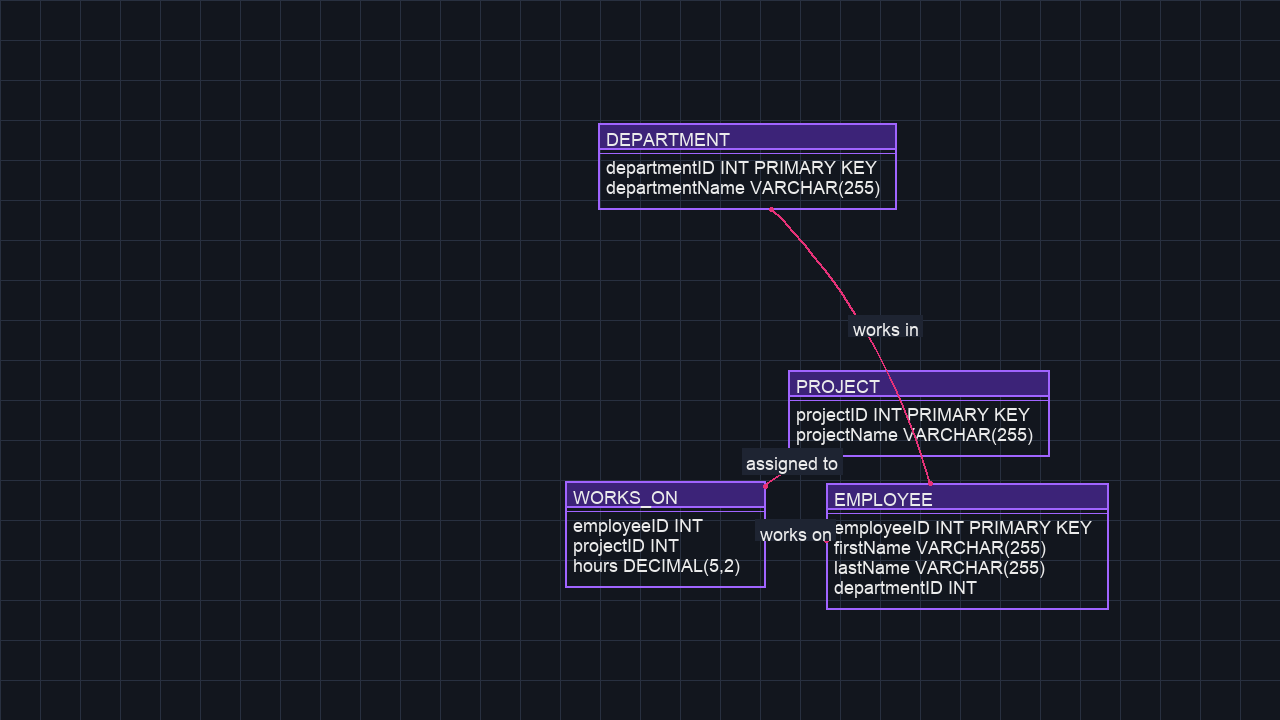 DEPARTMENT
departmentID INT PRIMARY KEY
departmentName VARCHAR(255)
works in
PROJECT
projectID INT PRIMARY KEY
projectName VARCHAR(255)
assigned to
WORKS_ON
employeeID INT
projectID INT
hours DECIMAL(5,2)
works on
EMPLOYEE
employeeID INT PRIMARY KEY
firstName VARCHAR(255)
lastName VARCHAR(255)
departmentID INT